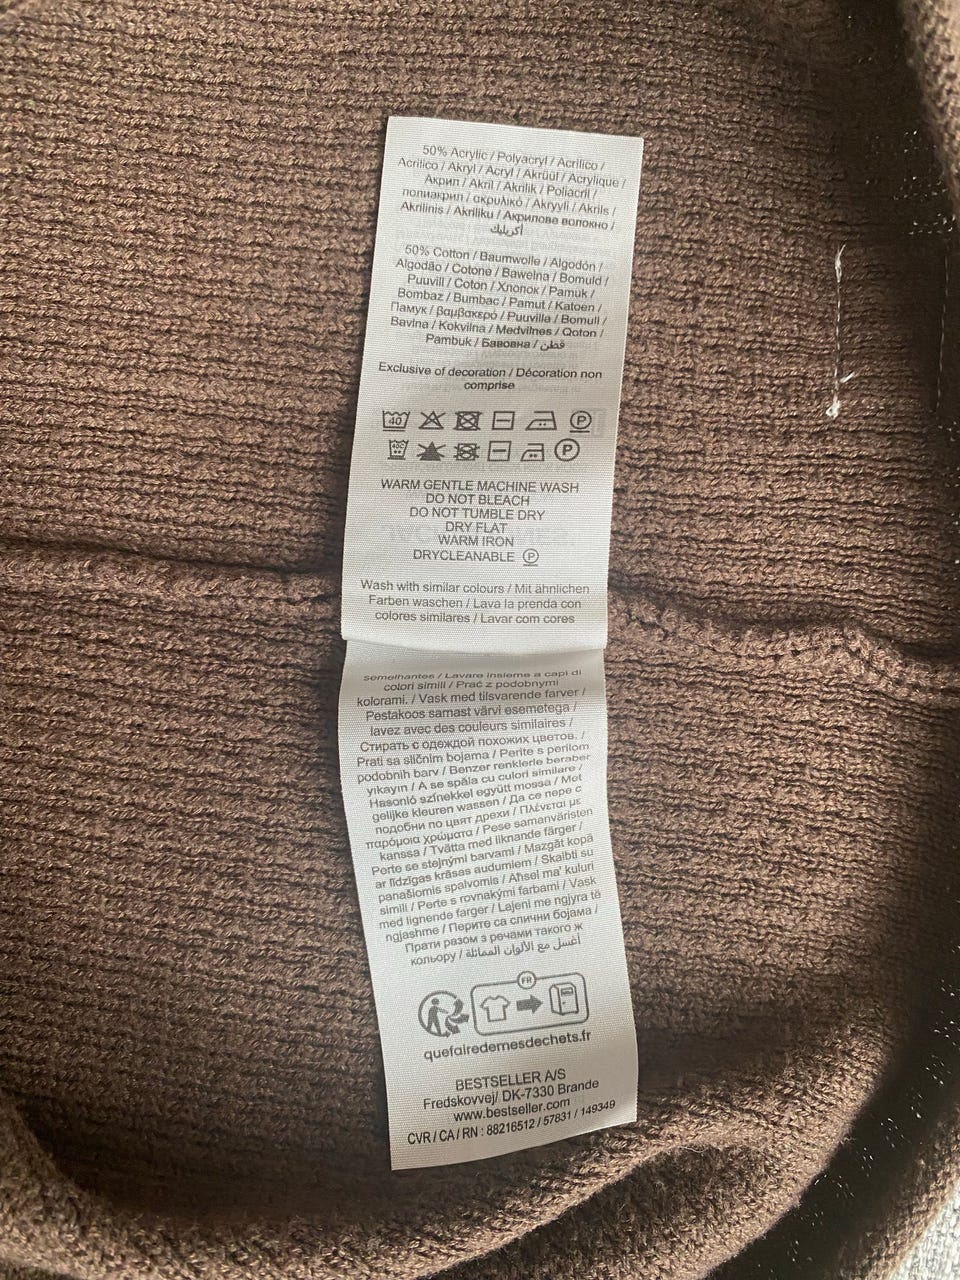 50% Acrylic / Polyacryl / Acrilico /
Acrílico / Akryl / Acryl / Akrüül / Acrylique /
Акрил / Akril / Akrilik / Poliacril /
полиакрил / ακρυλικό / Akryyli / Akrils /
Akrilinis / Akriliku / Акрилове волокно /
أكريليك
50% Cotton / Baumwolle / Algodón /
Algodão / Cotone / Bawełna / Bomuld /
Puuvill / Coton / Хлопок / Pamuk /
Bombaž / Bumbac / Pamut / Katoen /
Памук / βαμβακερό / Puuvilla / Bomull /
Bavlna / Kokvilna / Medvilnės / Qoton /
Pambuk / Бавовна / قطن
Exclusive of decoration / Décoration non
comprise
40 P
40C P
WARM GENTLE MACHINE WASH
DO NOT BLEACH
DO NOT TUMBLE DRY
DRY FLAT
WARM IRON
DRYCLEANABLE P
Wash with similar colours / Mit ähnlichen
Farben waschen / Lava la prenda con
colores similares / Lavar com cores
semelhantes / Lavare insieme a capi di
colori simili / Prać z podobnymi
kolorami. / Vask med tilsvarende farver /
Pestakoos samast värvi esemetega /
lavez avec des couleurs similaires /
Стирать с одеждой похожих цветов. /
Prati sa sličnim bojama / Perite s perilom
podobnih barv / Benzer renklerle beraber
yıkayın / A se spăla cu culori similare /
Hasonló színekkel együtt mossa / Met
gelijke kleuren wassen / Да се пере с
подобни по цвят дрехи / Πλένεται με
παρόμοια χρώματα / Pese samanväristen
kanssa / Tvätta med liknande färger /
Perte se stejnými barvami / Mazgāt kopā
ar līdzīgas krāsas audumiem / Skalbti su
panašiomis spalvomis / Aħsel ma' kuluri
simili / Perte s rovnakými farbami / Vask
med lignende farger / Lajeni me ngjyra të
ngjashme / Перите са слични бојама /
Прати разом з речами такого ж
кольору / أغسل مع الألوان المماثلة
FR
quefairedemesdechets.fr
BESTSELLER A/S
Fredskovvej/ DK-7330 Brande
www.bestseller.com
CVR / CA / RN : 88216512 / 57831 / 149349